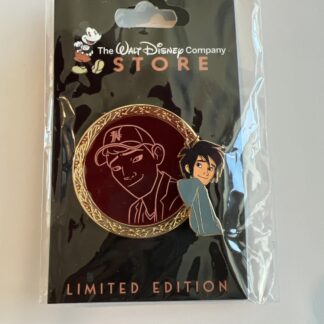 The WALT DISNEY Company
STORE
LIMITED EDITION